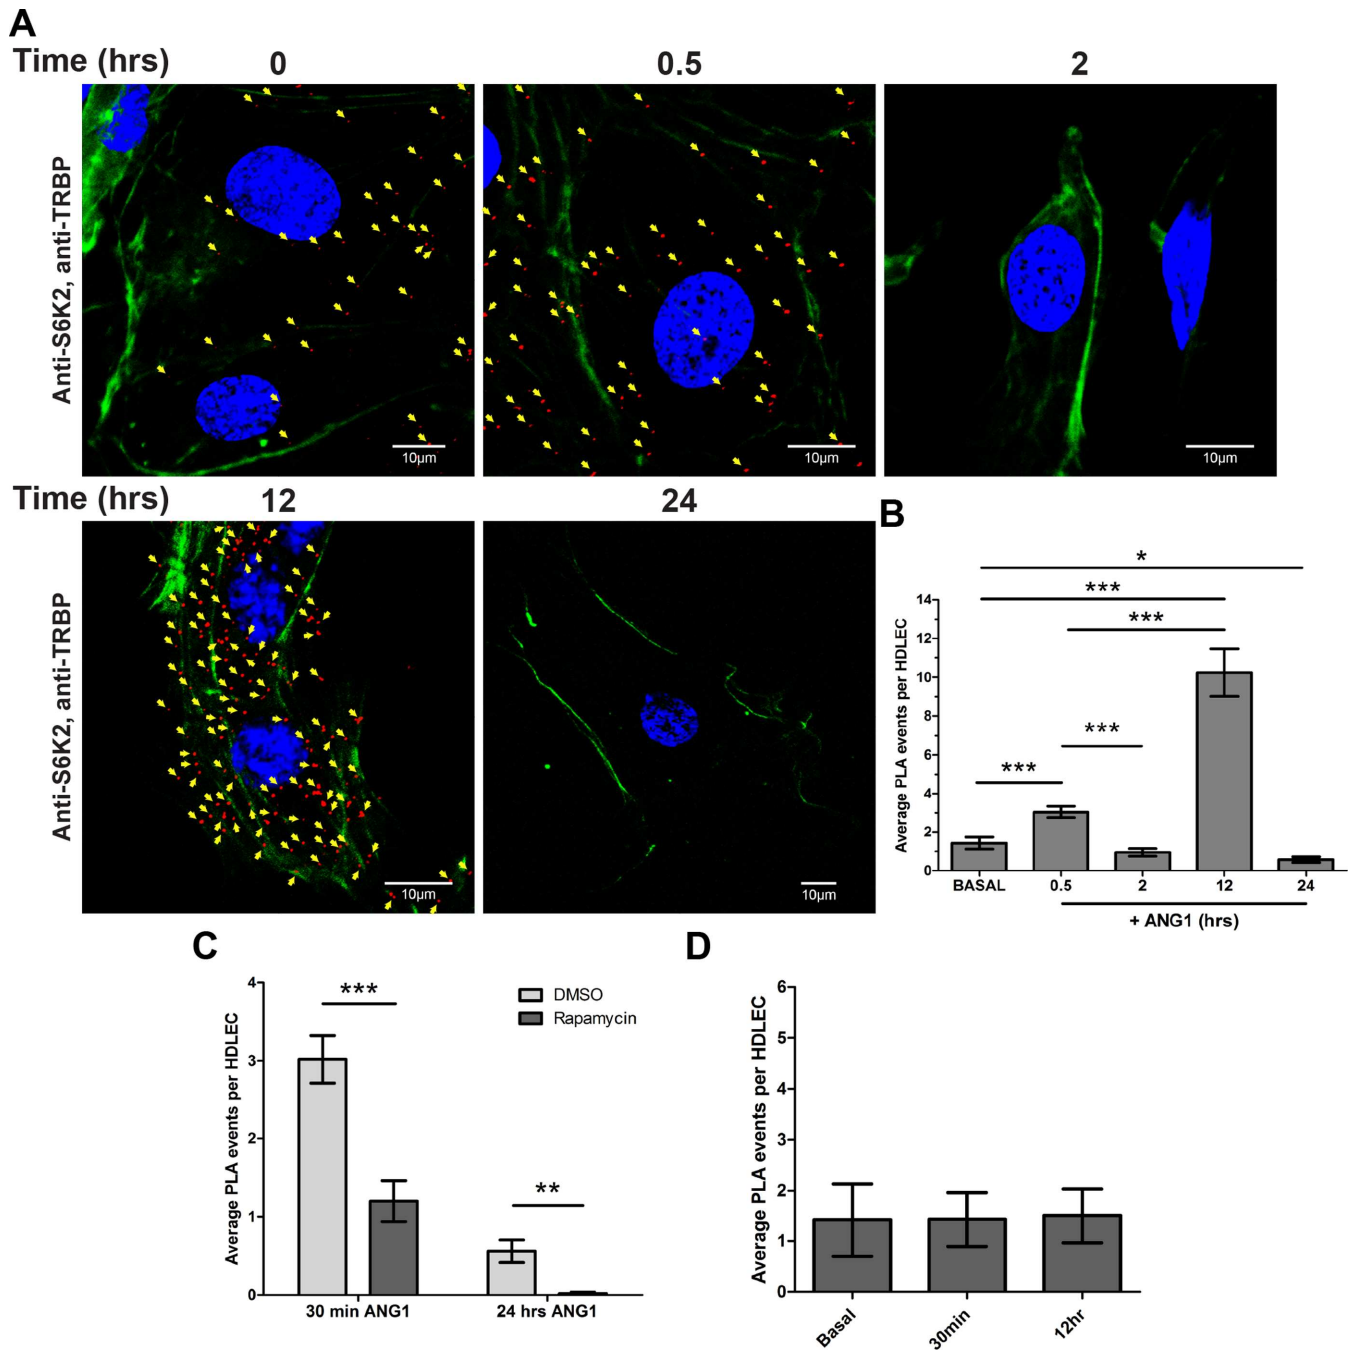 A
Time (hrs) 0 0.5 2
Anti-S6K2, anti-TRBP
10µm 10µm 10µm
Time (hrs) 12 24
Anti-S6K2, anti-TRBP
10µm 10µm
B
*
***
***
***
***
Average PLA events per HDLEC
14
12
10
8
6
4
2
0
BASAL 0.5 2 12 24
+ ANG1 (hrs)
C
Average PLA events per HDLEC
4
3
2
1
0
***
**
DMSO
Rapamycin
30 min ANG1 24 hrs ANG1
D
Average PLA events per HDLEC
6
5
4
3
2
1
0
Basal 30min 12hr